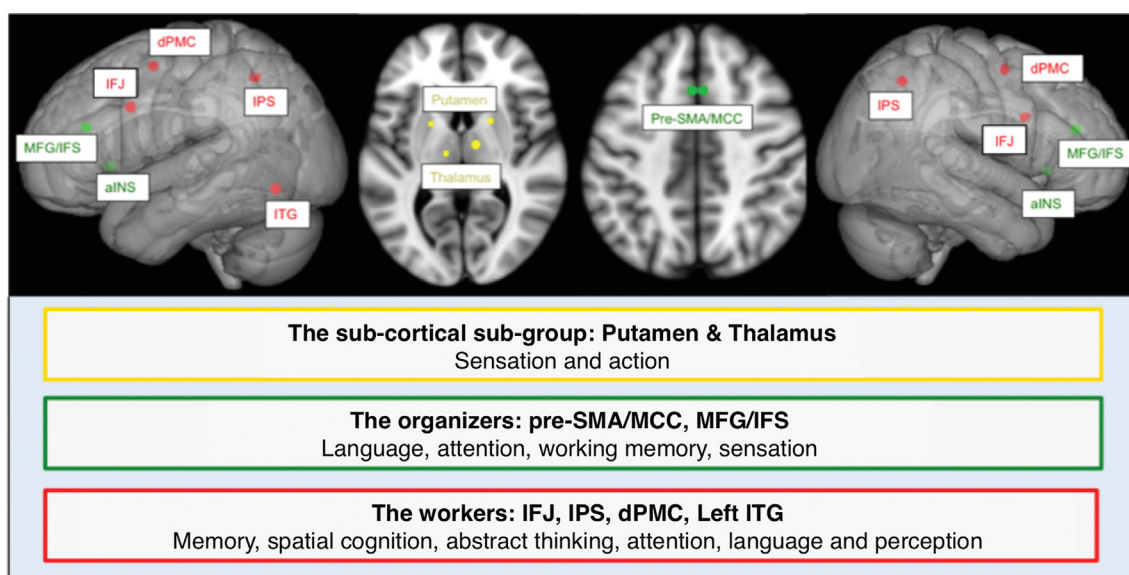 dPMC
IFJ
IPS
MFG/IFS
aINS
ITG
Putamen
Thalamus
Pre-SMA/MCC
dPMC
IPS
IFJ
MFG/IFS
aINS
The sub-cortical sub-group: Putamen & Thalamus
Sensation and action
The organizers: pre-SMA/MCC, MFG/IFS
Language, attention, working memory, sensation
The workers: IFJ, IPS, dPMC, Left ITG
Memory, spatial cognition, abstract thinking, attention, language and perception